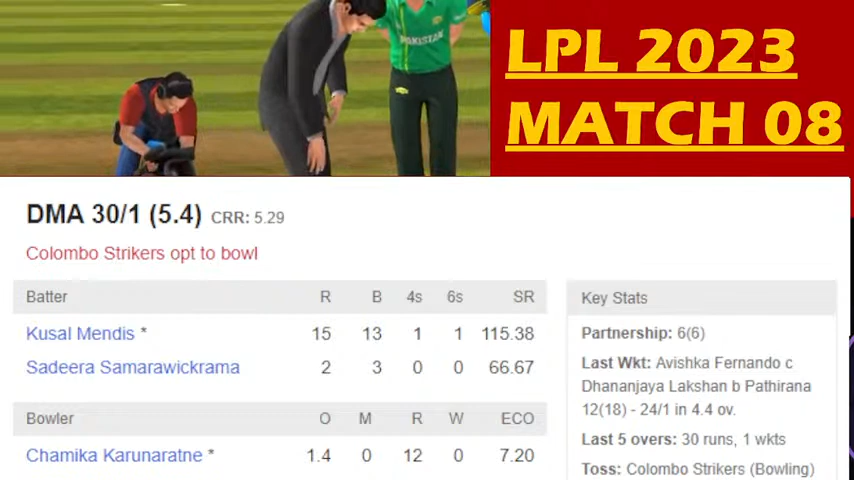 PAKISTAN
LPL 2023
MATCH 08
DMA 30/1 (5.4) CRR: 5.29
Colombo Strikers opt to bowl
Batter R B 4s 6s SR
Kusal Mendis * 15 13 1 1 115.38
Sadeera Samarawickrama 2 3 0 0 66.67
Bowler O M R W ECO
Chamika Karunaratne * 1.4 0 12 0 7.20
Key Stats
Partnership: 6(6)
Last Wkt: Avishka Fernando c
Dhananjaya Lakshan b Pathirana
12(18) - 24/1 in 4.4 ov.
Last 5 overs: 30 runs, 1 wkts
Toss: Colombo Strikers (Bowling)